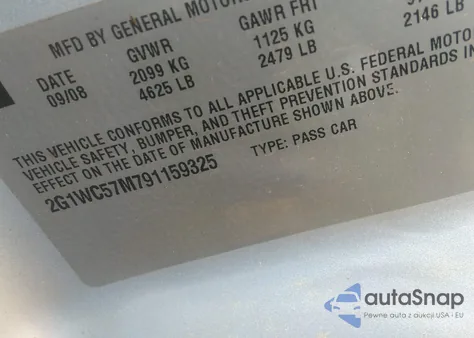 MFD BY GENERAL MOTORS
DATE GVWR GAWR FRT
09/08 2099 KG 1125 KG
4625 LB 2479 LB 2146 LB
THIS VEHICLE CONFORMS TO ALL APPLICABLE U.S. FEDERAL MOTO
VEHICLE SAFETY, BUMPER, AND THEFT PREVENTION STANDARDS IN
EFFECT ON THE DATE OF MANUFACTURE SHOWN ABOVE.
2G1WC57M791159325 TYPE: PASS CAR
autoSnap
Pewne auta z aukcji USA i EU